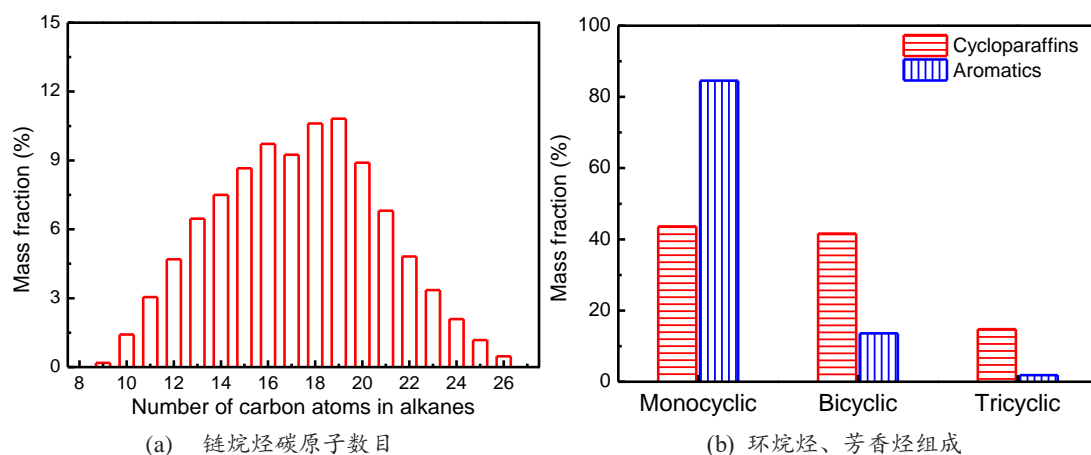 15
12
9
6
3
0
Mass fraction (%)
8 10 12 14 16 18 20 22 24 26
Number of carbon atoms in alkanes
(a) 链烷烃碳原子数目
100
80
60
40
20
0
Mass fraction (%)
Cycloparaffins
Aromatics
Monocyclic Bicyclic Tricyclic
(b) 环烷烃、芳香烃组成